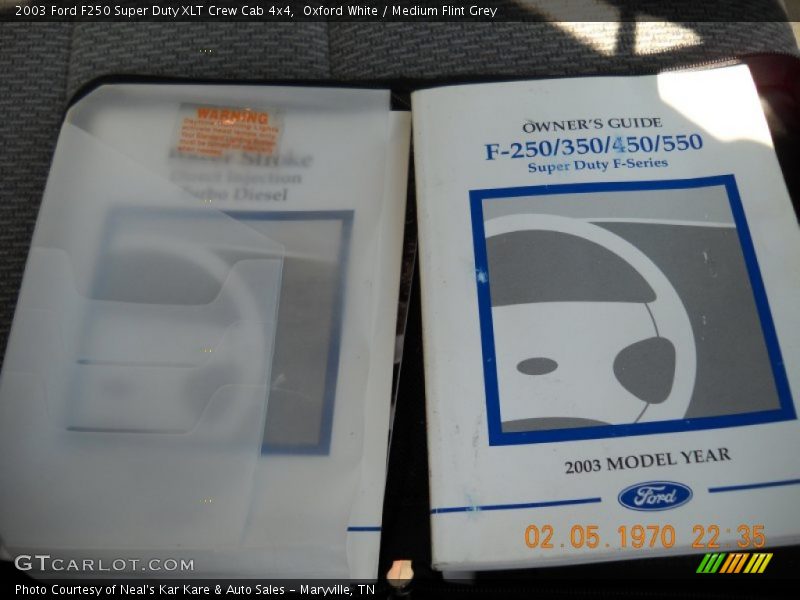 2003 Ford F250 Super Duty XLT Crew Cab 4x4, Oxford White / Medium Flint Grey
WARNING
Stroke
Direct Injection
Turbo Diesel
OWNER'S GUIDE
F-250/350/450/550
Super Duty F-Series
2003 MODEL YEAR
Ford
02.05.1970 22:35
GTCARLOT.COM
Photo Courtesy of Neal's Kar Kare & Auto Sales - Maryville, TN